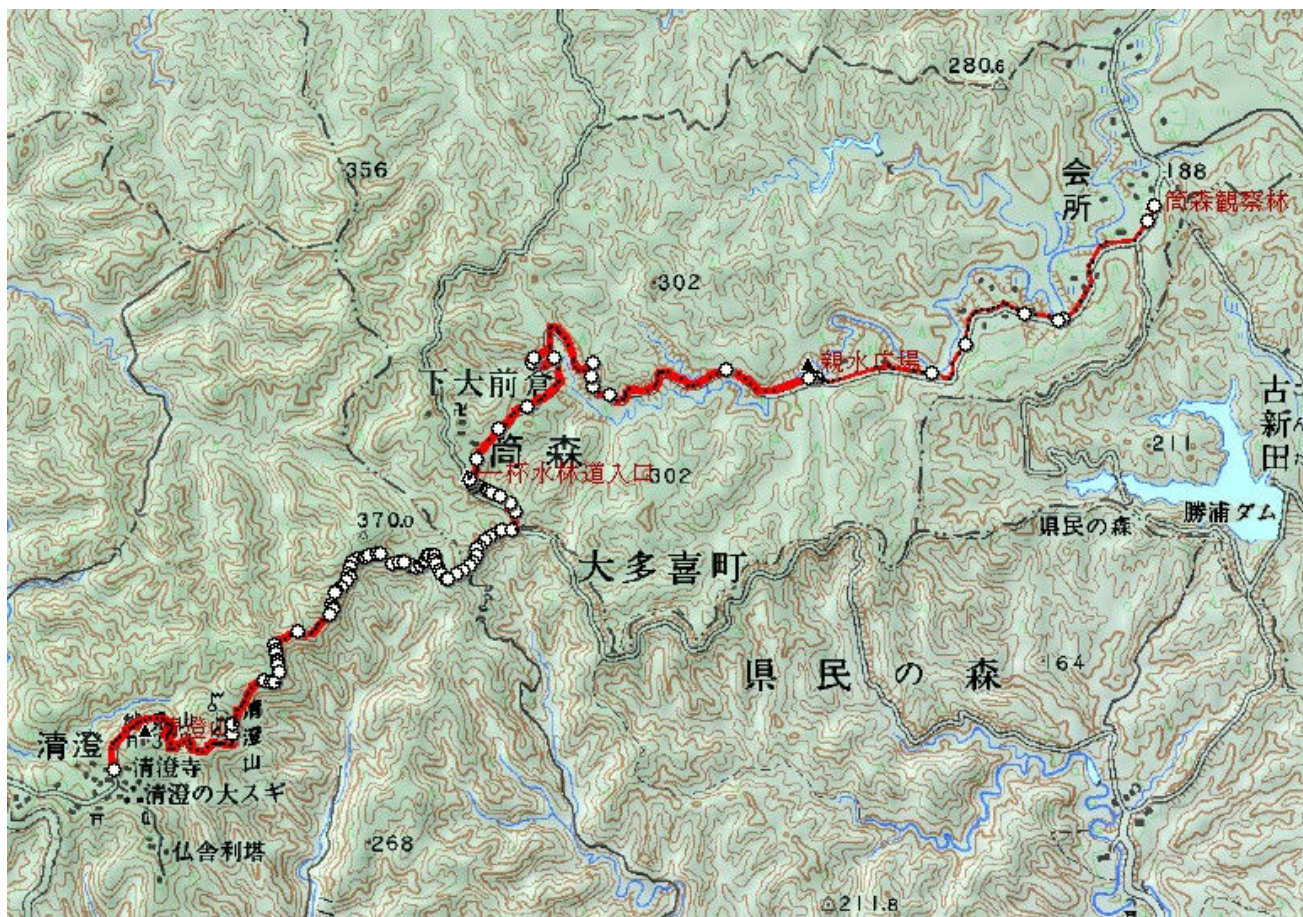 280.6
356
会所
188
筒森観察林
302
親水広場
下大前倉
古新田
211
筒森
杯水林道入口
302
県民の森
勝浦ダム
370.0
大多喜町
県民の森
164
清澄
清澄山
清澄寺
清澄の大スギ
268
仏舎利塔
211.8